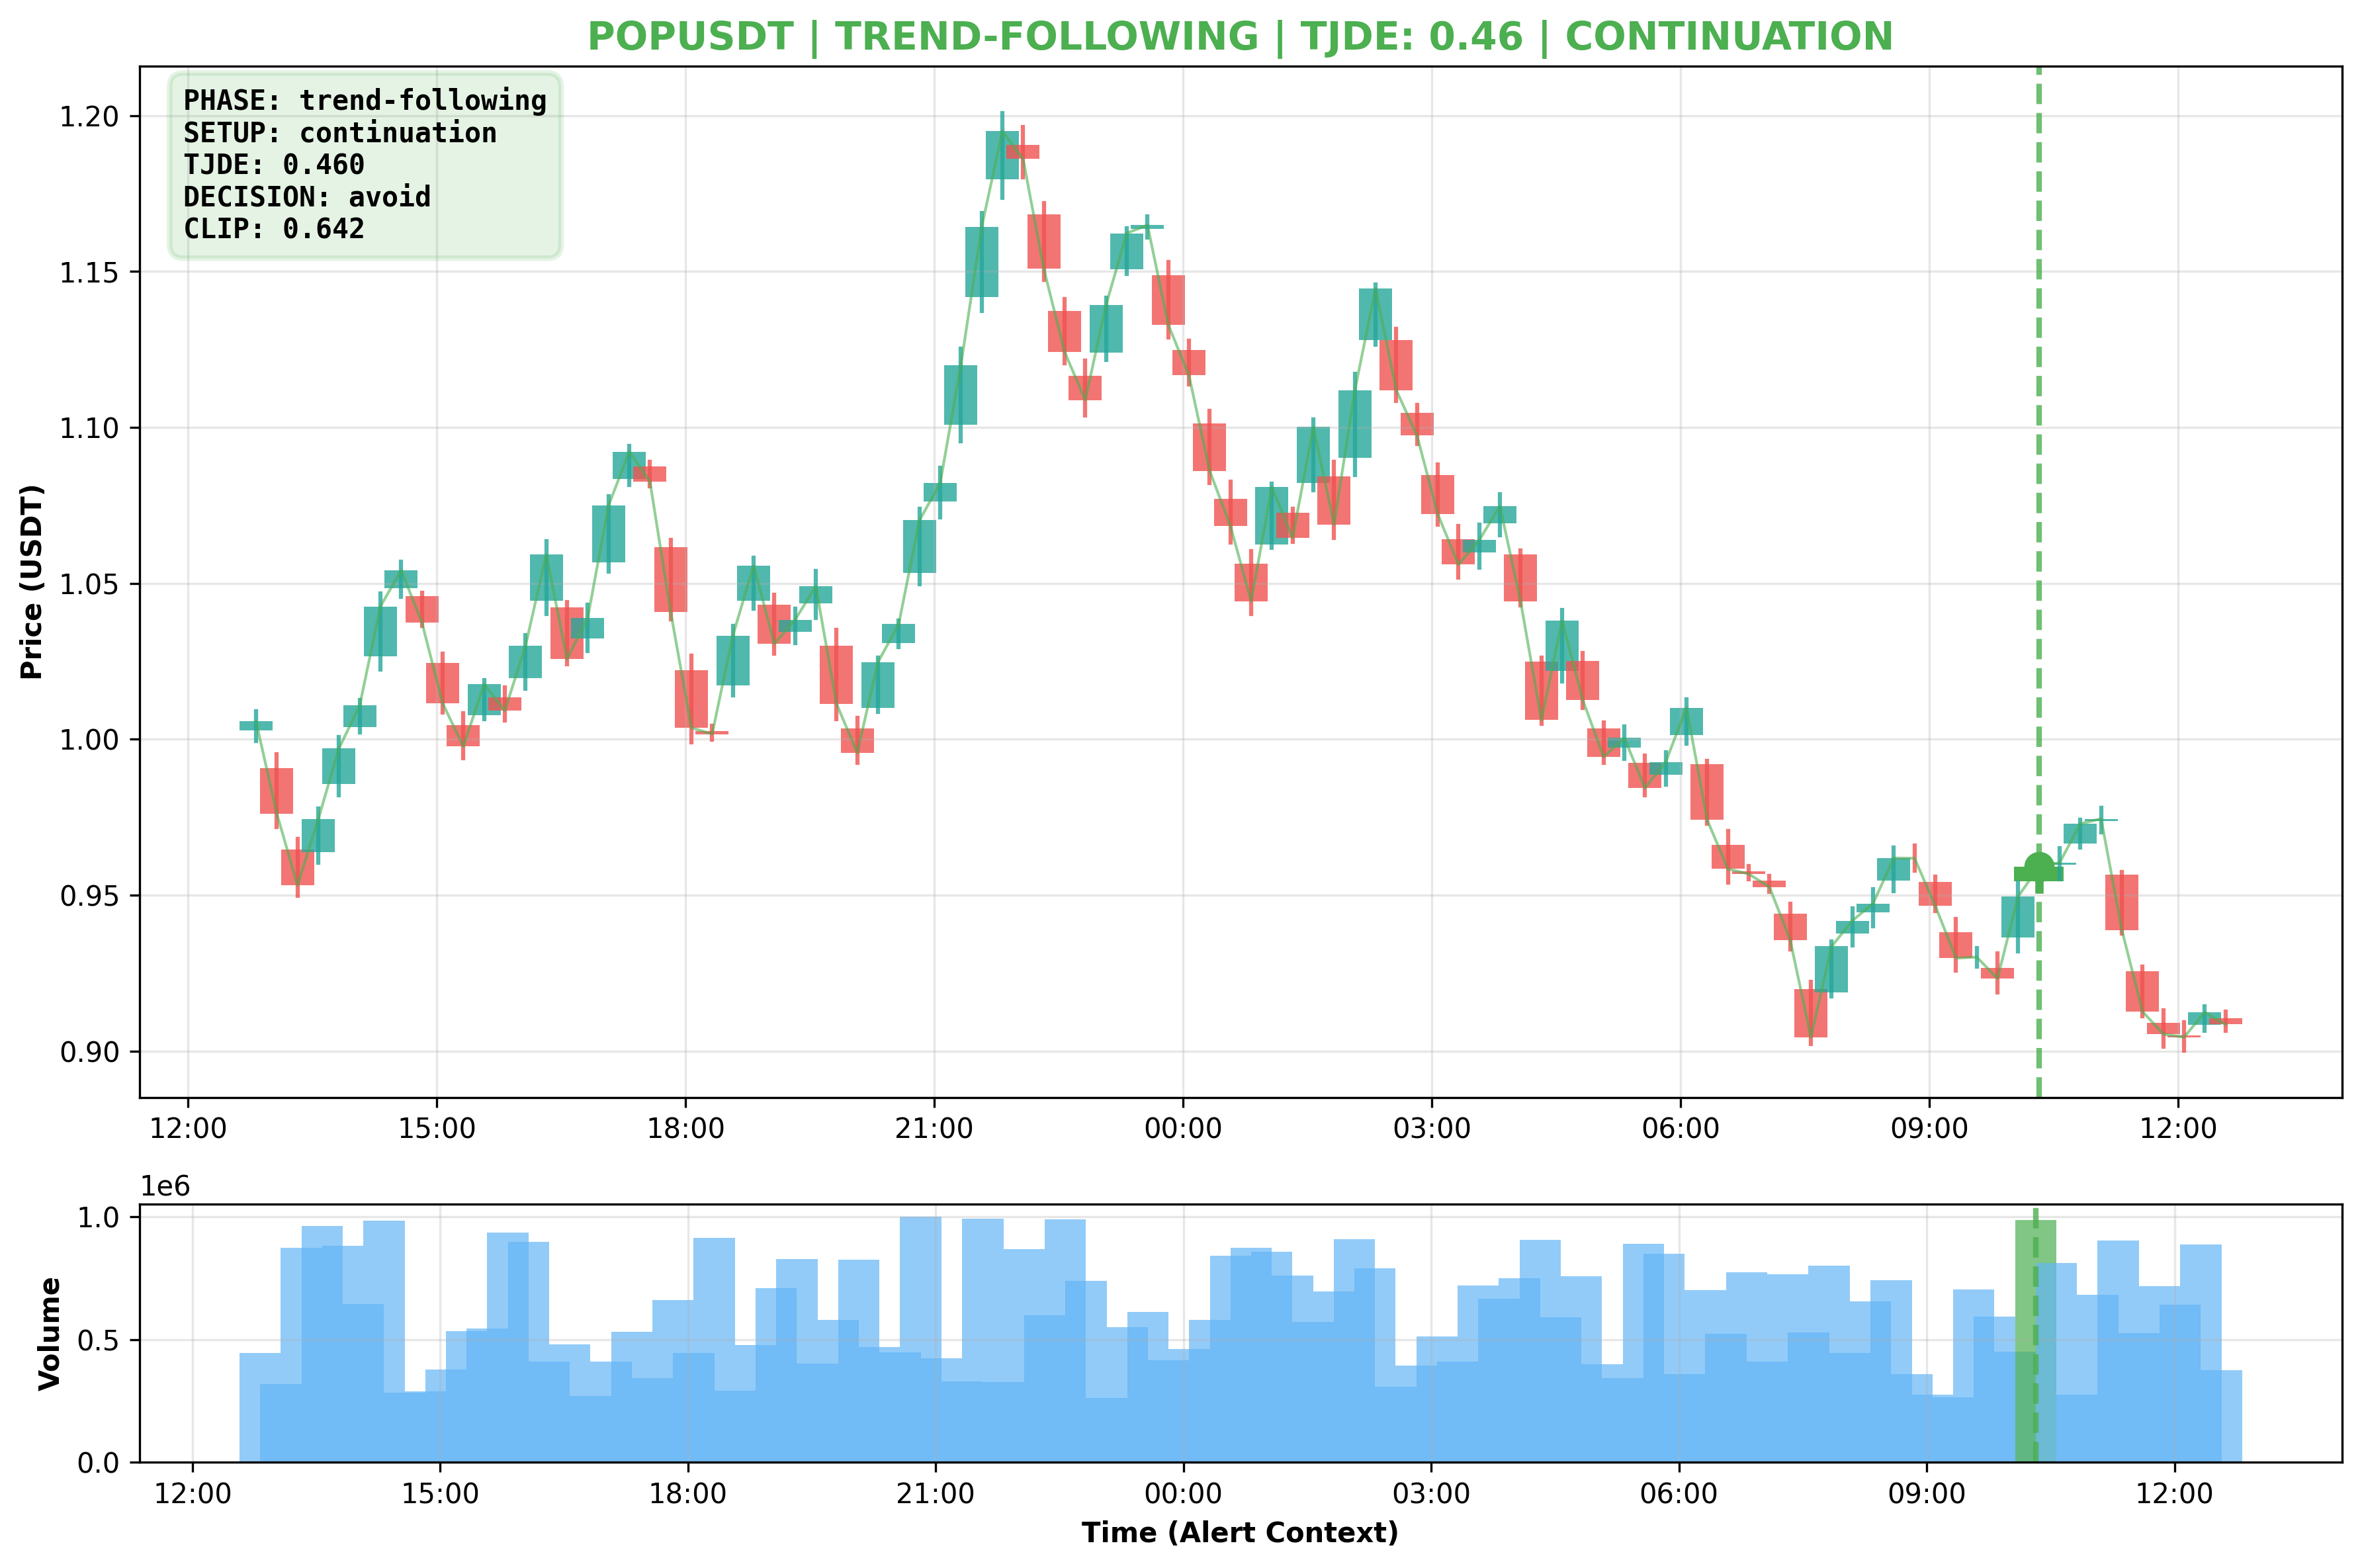 POPUSDT | TREND-FOLLOWING | TJDE: 0.46 | CONTINUATION
PHASE: trend-following
SETUP: continuation
TJDE: 0.460
DECISION: avoid
CLIP: 0.642
Price (USDT)
1.20
1.15
1.10
1.05
1.00
0.95
0.90
12:00 15:00 18:00 21:00 00:00 03:00 06:00 09:00 12:00
1e6
Volume
1.0
0.5
0.0
12:00 15:00 18:00 21:00 00:00 03:00 06:00 09:00 12:00
Time (Alert Context)